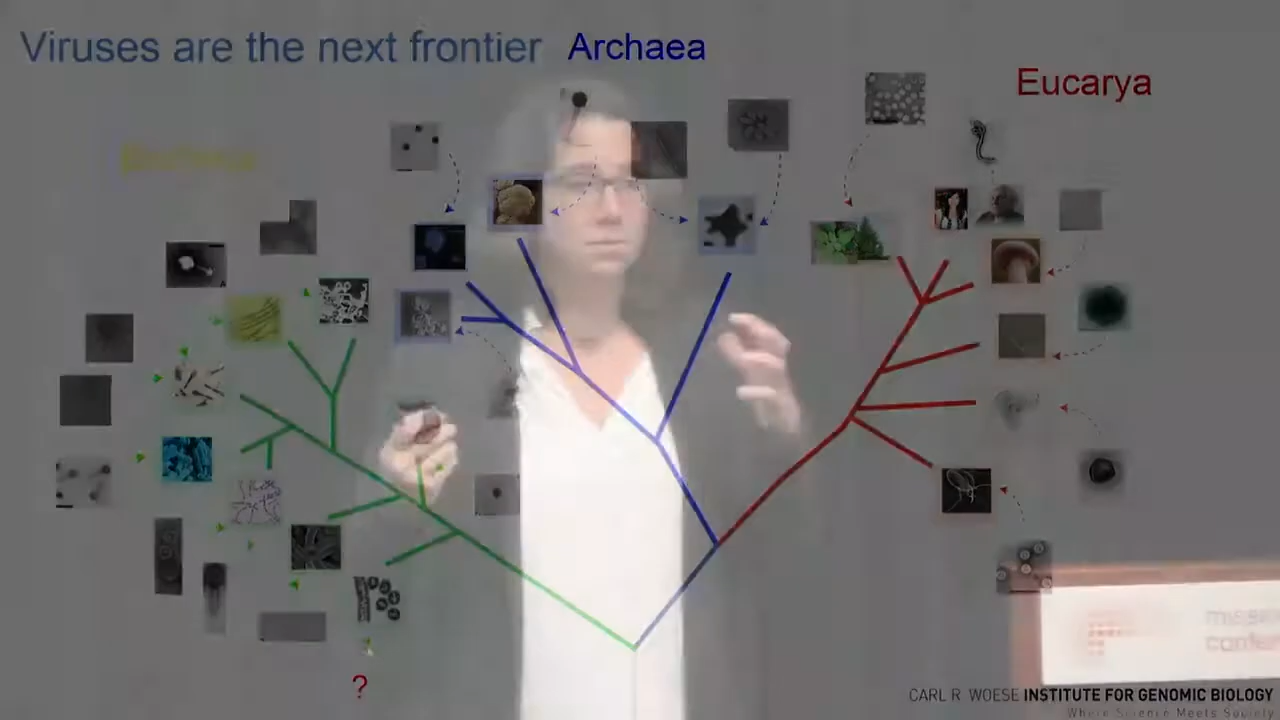 Viruses are the next frontier
Archaea
Eucarya
?
CARL R. WOESE INSTITUTE FOR GENOMIC BIOLOGY
Where Science Meets Society